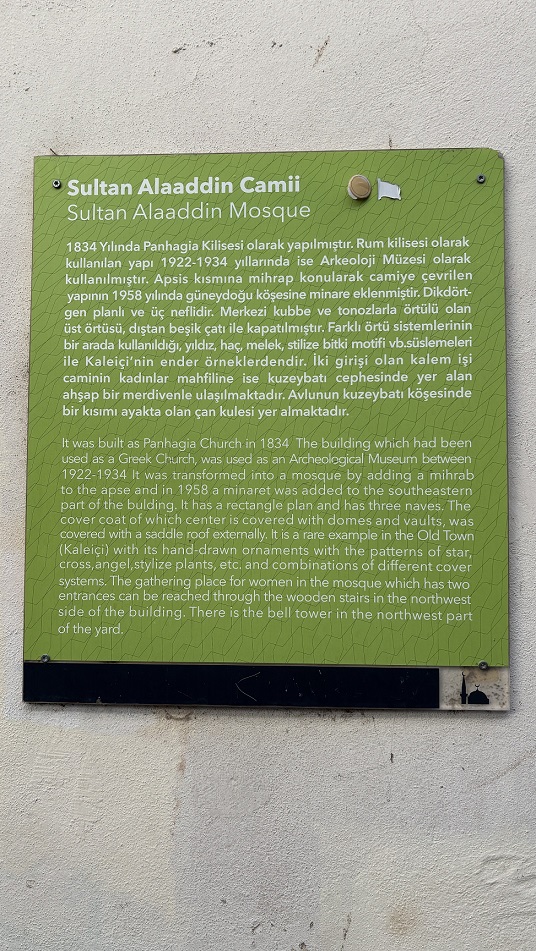 Sultan Alaaddin Camii
Sultan Alaaddin Mosque
1834 Yılında Panhagia Kilisesi olarak yapılmıştır. Rum kilisesi olarak
kullanılan yapı 1922-1934 yıllarında ise Arkeoloji Müzesi olarak
kullanılmıştır. Apsis kısmına mihrap konularak camiye çevrilen
yapının 1958 yılında güneydoğu köşesine minare eklenmiştir. Dikdört-
gen planlı ve üç neflidir. Merkezi kubbe ve tonozlarla örtülü olan
üst örtüsü, dıştan beşik çatı ile kapatılmıştır. Farklı örtü sistemlerinin
bir arada kullanıldığı, yıldız, haç, melek, stilize bitki motifi vb.süslemeleri
ile Kaleiçi'nin ender örneklerdendir. İki girişi olan kalem işi
caminin kadınlar mahfiline ise kuzeybatı cephesinde yer alan
ahşap bir merdivenle ulaşılmaktadır. Avlunun kuzeybatı köşesinde
bir kısımı ayakta olan çan kulesi yer almaktadır.
It was built as Panhagia Church in 1834 The building which had been
used as a Greek Church, was used as an Archeological Museum between
1922-1934 It was transformed into a mosque by adding a mihrab
to the apse and in 1958 a minaret was added to the southeastern
part of the bulding. It has a rectangle plan and has three naves. The
cover coat of which center is covered with domes and vaults, was
covered with a saddle roof externally. It is a rare example in the Old Town
(Kaleiçi) with its hand-drawn ornaments with the patterns of star,
cross,angel,stylize plants, etc. and combinations of different cover
systems. The gathering place for women in the mosque which has two
entrances can be reached through the wooden stairs in the northwest
side of the building. There is the bell tower in the northwest part
of the yard.